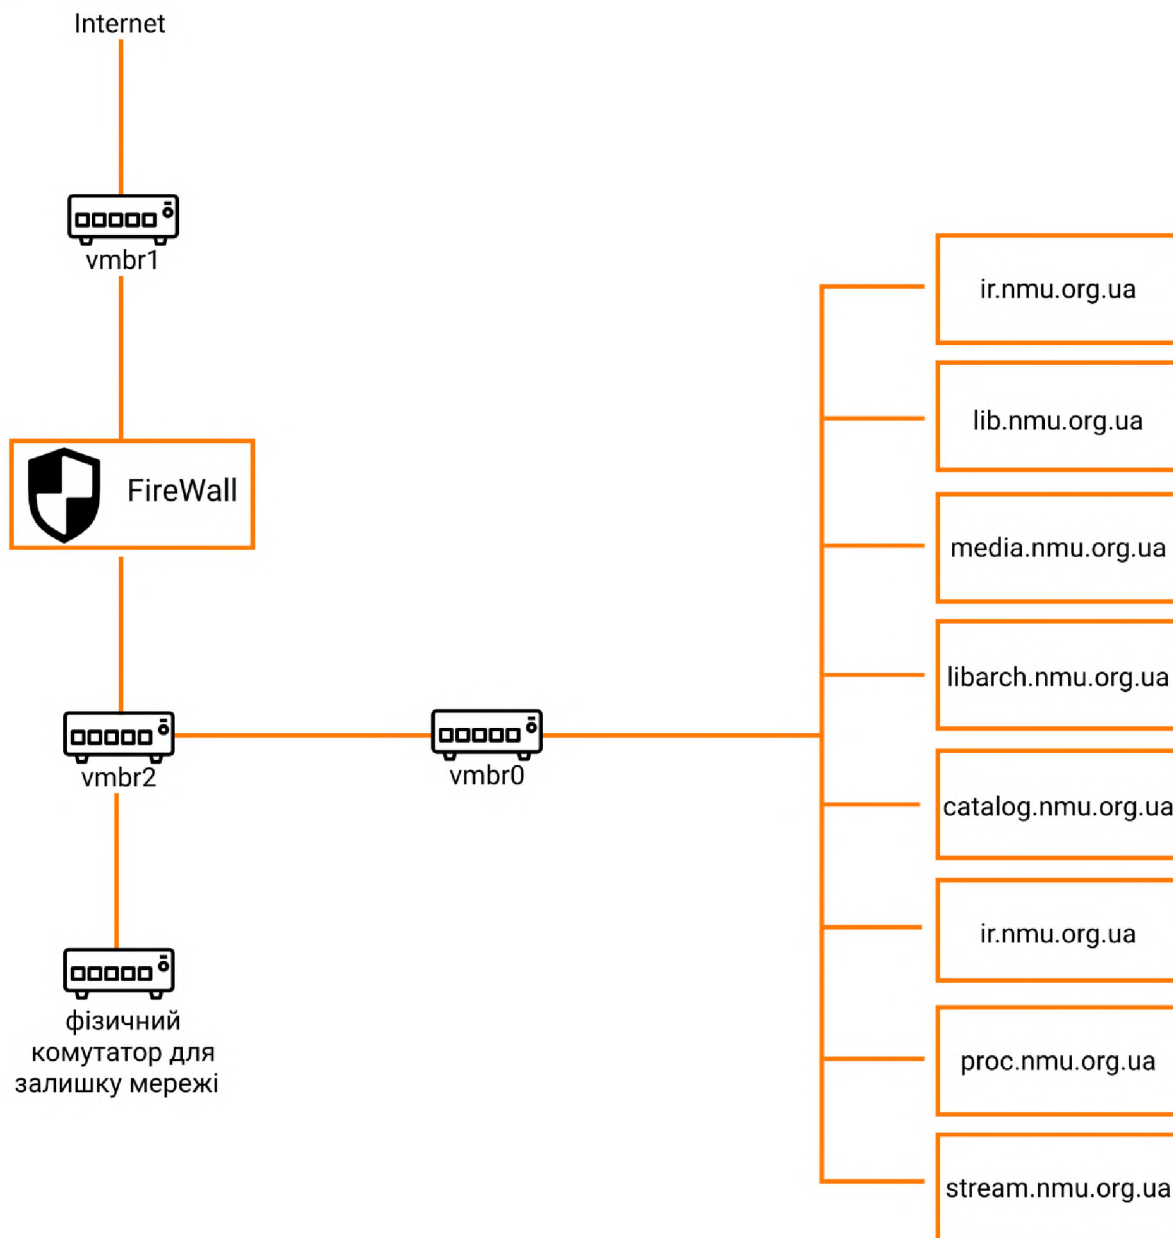 Internet
vmbr1
FireWall
vmbr2
vmbr0
фізичний
комутатор для
залишку мережі
ir.nmu.org.ua
lib.nmu.org.ua
media.nmu.org.ua
libarch.nmu.org.ua
catalog.nmu.org.ua
ir.nmu.org.ua
proc.nmu.org.ua
stream.nmu.org.ua